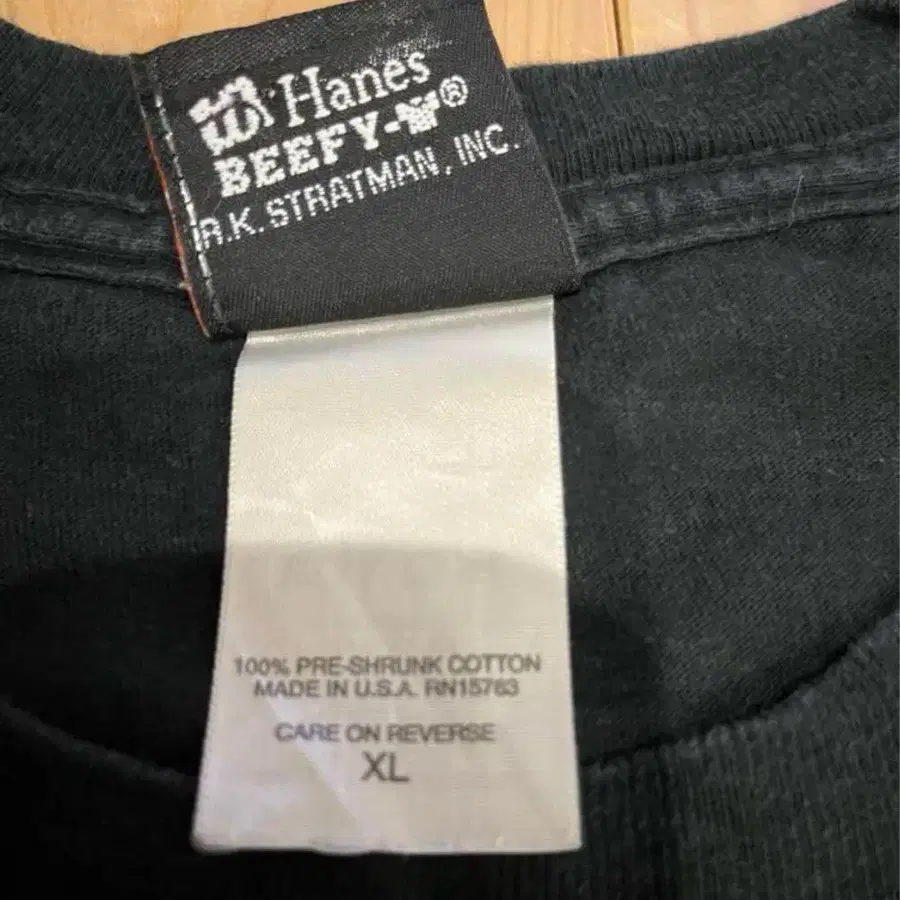 Hanes
BEEFY-T®
R.K. STRATMAN, INC.
100% PRE-SHRUNK COTTON
MADE IN U.S.A. RN15763
CARE ON REVERSE
XL